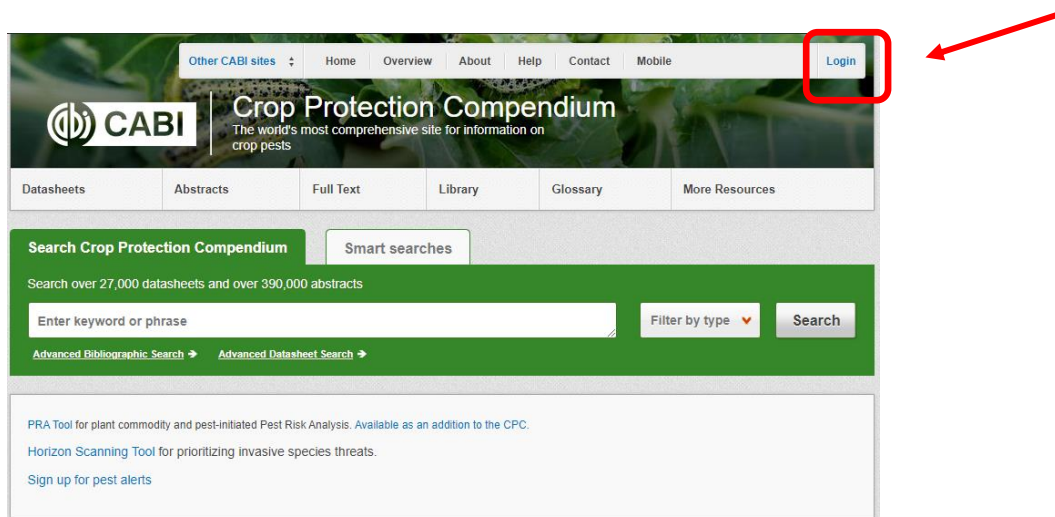 Other CABI sites Home Overview About Help Contact Mobile Login
CABI
Crop Protection Compendium
The world's most comprehensive site for information on
crop pests
Datasheets Abstracts Full Text Library Glossary More Resources
Search Crop Protection Compendium Smart searches
Search over 27,000 datasheets and over 390,000 abstracts
Enter keyword or phrase Filter by type Search
Advanced Bibliographic Search Advanced Datasheet Search
PRA Tool for plant commodity and pest-initiated Pest Risk Analysis. Available as an addition to the CPC.
Horizon Scanning Tool for prioritizing invasive species threats.
Sign up for pest alerts